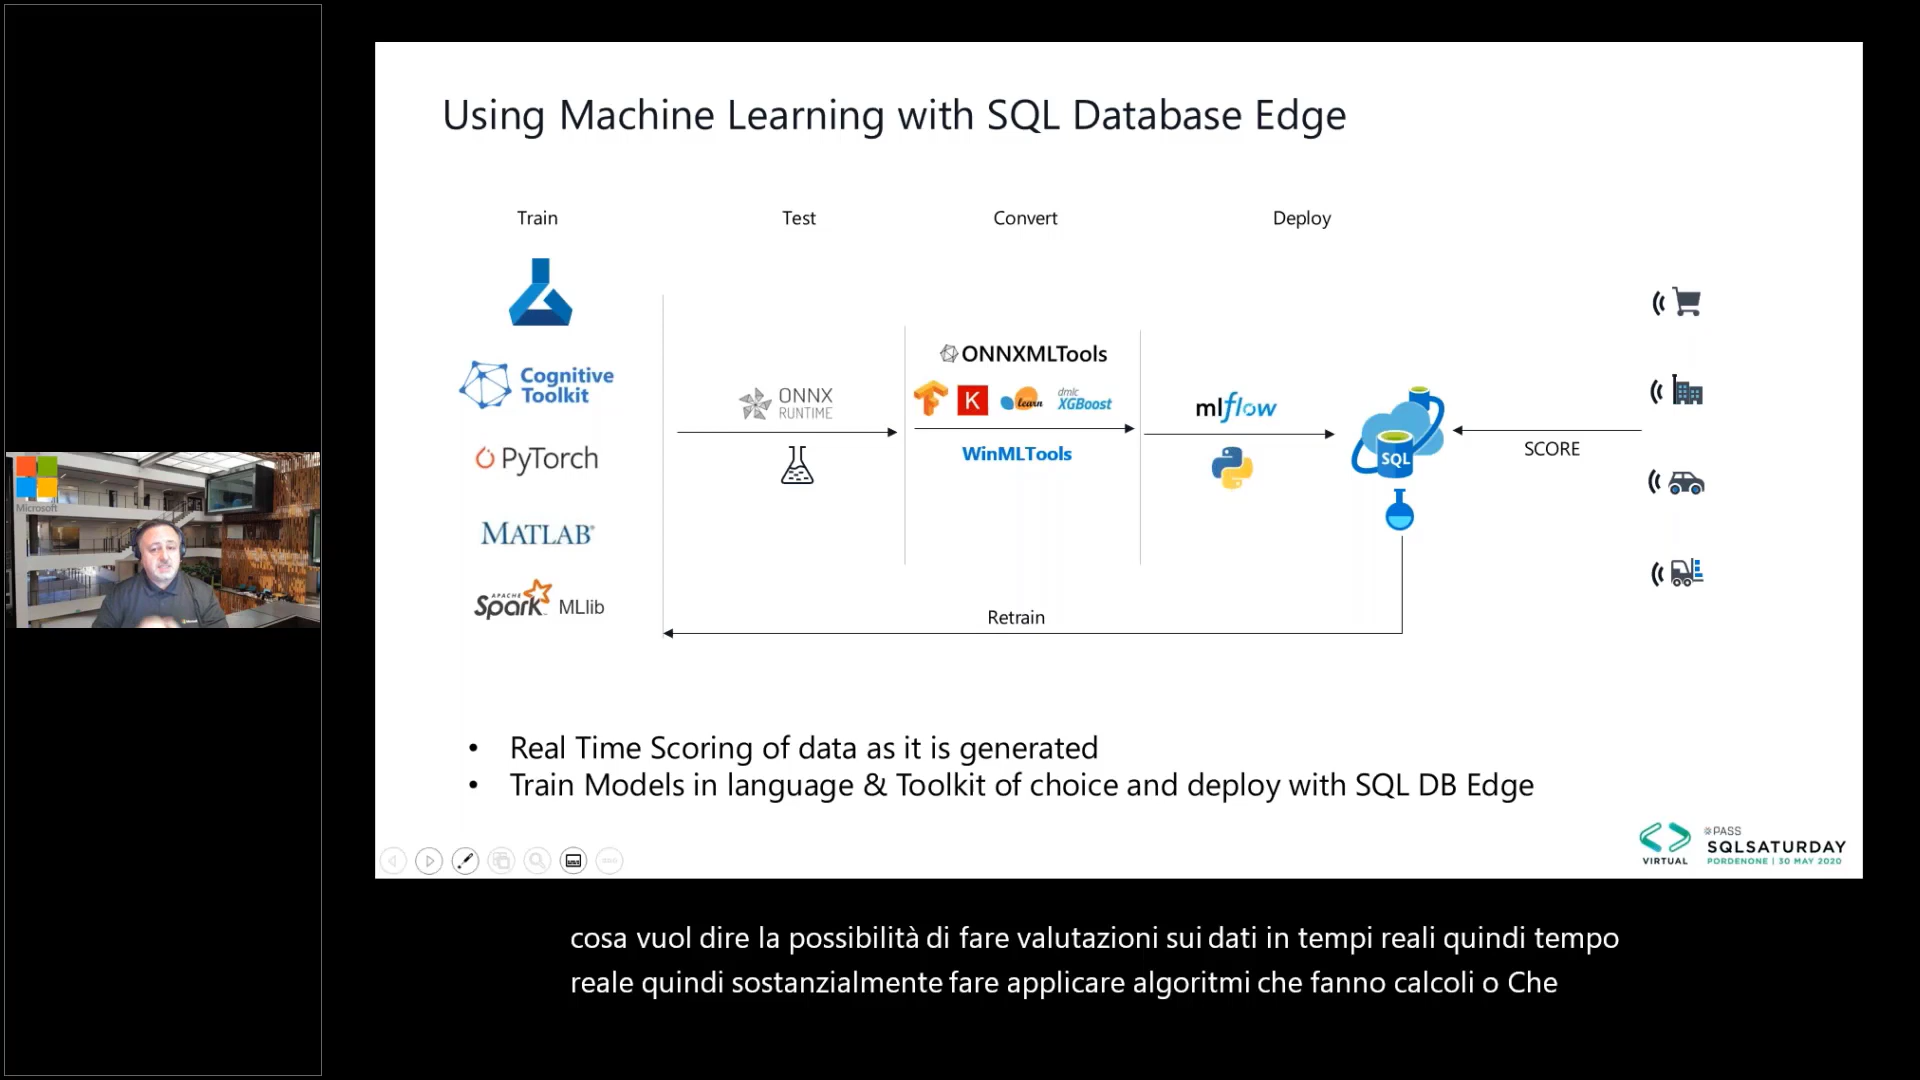 Using Machine Learning with SQL Database Edge
Train
Test
Convert
Deploy
Cognitive
Toolkit
PyTorch
MATLAB®
APACHE
Spark™ MLlib
ONNX
RUNTIME
ONNXMLTools
K
learn
dmlc
XGBoost
WinMLTools
mlflow
SQL
SCORE
Retrain
• Real Time Scoring of data as it is generated
• Train Models in language & Toolkit of choice and deploy with SQL DB Edge
PASS
SQLSATURDAY
VIRTUAL
PORDENONE | 30 MAY 2020
Microsoft
cosa vuol dire la possibilità di fare valutazioni sui dati in tempi reali quindi tempo
reale quindi sostanzialmente fare applicare algoritmi che fanno calcoli o Che